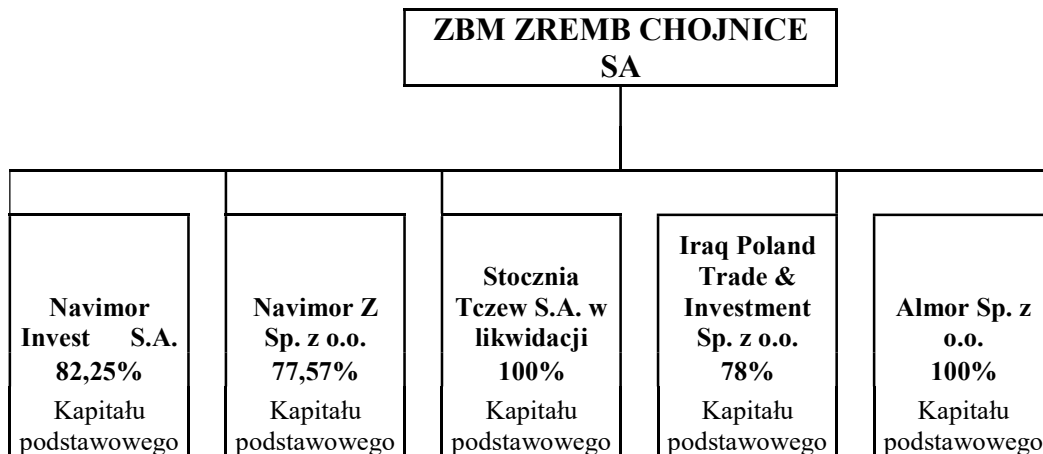 ZBM ZREMB CHOJNICE
SA
Navimor
Invest S.A.
82,25%
Kapitału
podstawowego
Navimor Z
Sp. z o.o.
77,57%
Kapitału
podstawowego
Stocznia
Tczew S.A. w
likwidacji
100%
Kapitału
podstawowego
Iraq Poland
Trade &
Investment
Sp. z o.o.
78%
Kapitału
podstawowego
Almor Sp. z
o.o.
100%
Kapitału
podstawowego